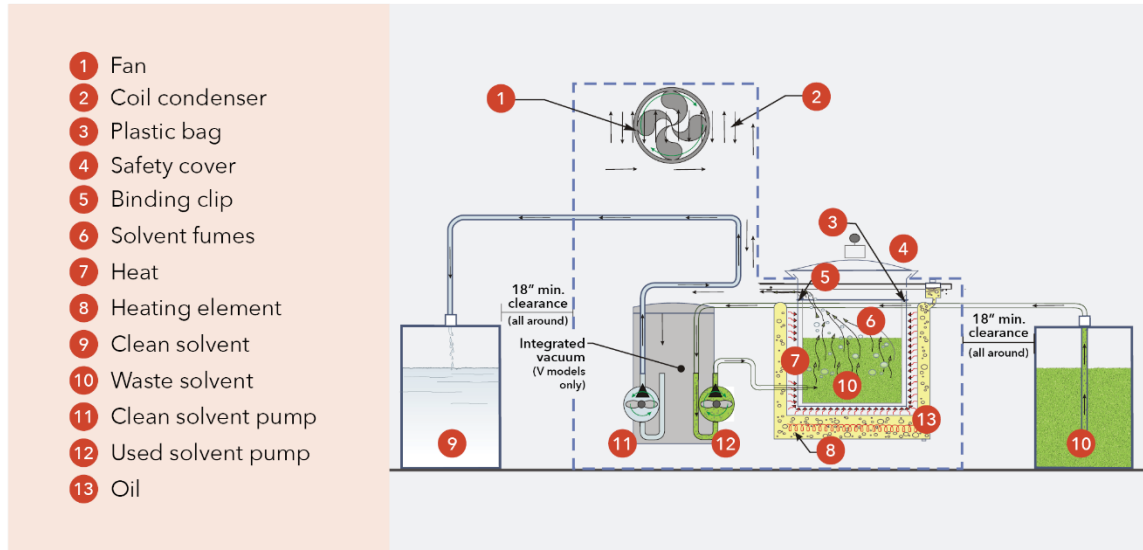 1 Fan
2 Coil condenser
3 Plastic bag
4 Safety cover
5 Binding clip
6 Solvent fumes
7 Heat
8 Heating element
9 Clean solvent
10 Waste solvent
11 Clean solvent pump
12 Used solvent pump
13 Oil
1
2
3
4
5
18” min.
clearance
(all around)
6
18” min.
clearance
(all around)
Integrated
vacuum
(V models
only)
7
10
9
11
12
13
8
10